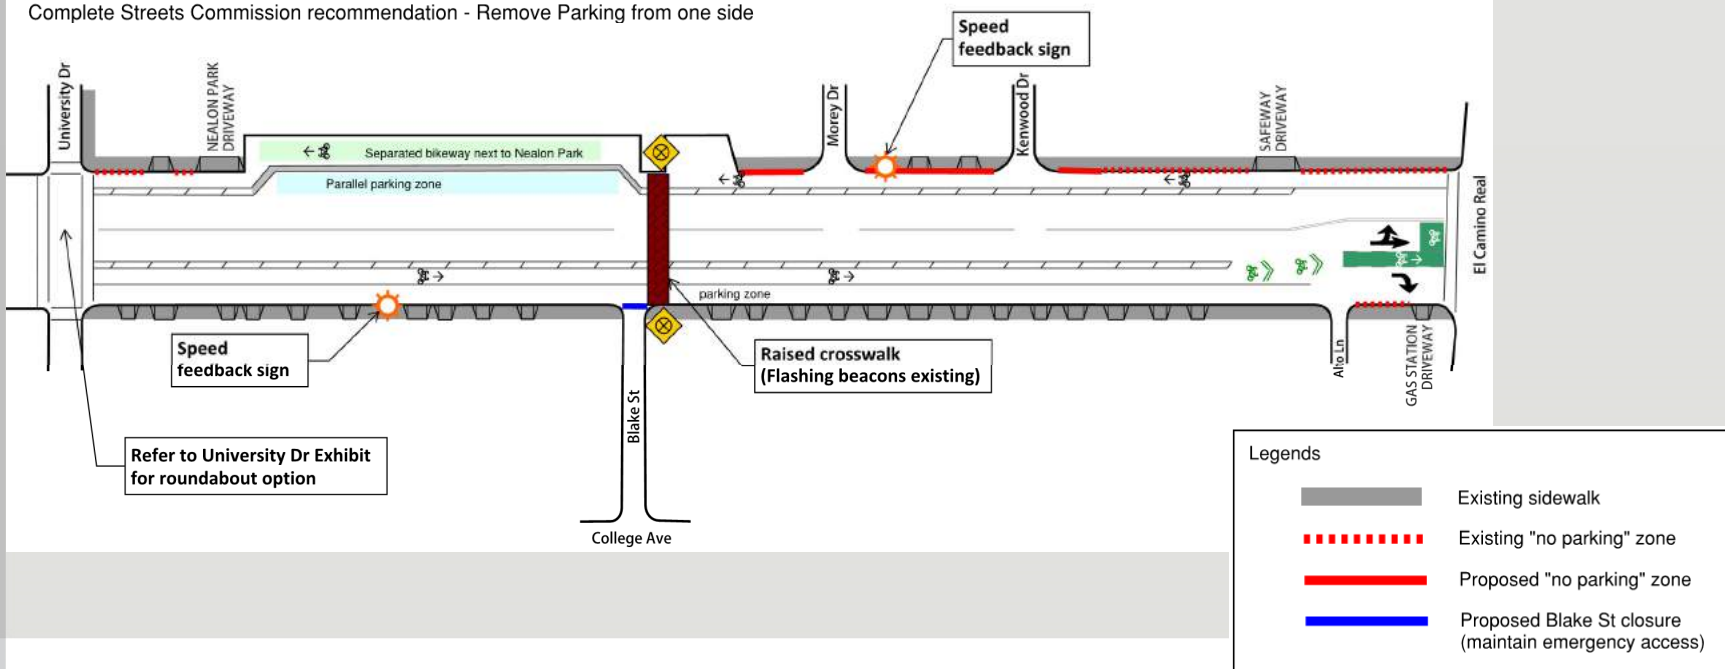 Complete Streets Commission recommendation - Remove Parking from one side
Speed
feedback sign
University Dr
NEALON PARK
DRIVEWAY
Morey Dr
Kenwood Dr
SAFEWAY
DRIVEWAY
Separated bikeway next to Nealon Park
Parallel parking zone
El Camino Real
parking zone
Speed
feedback sign
Raised crosswalk
(Flashing beacons existing)
Alto Ln
GAS STATION
DRIVEWAY
Blake St
Refer to University Dr Exhibit
for roundabout option
College Ave
Legends
Existing sidewalk
Existing "no parking" zone
Proposed "no parking" zone
Proposed Blake St closure
(maintain emergency access)